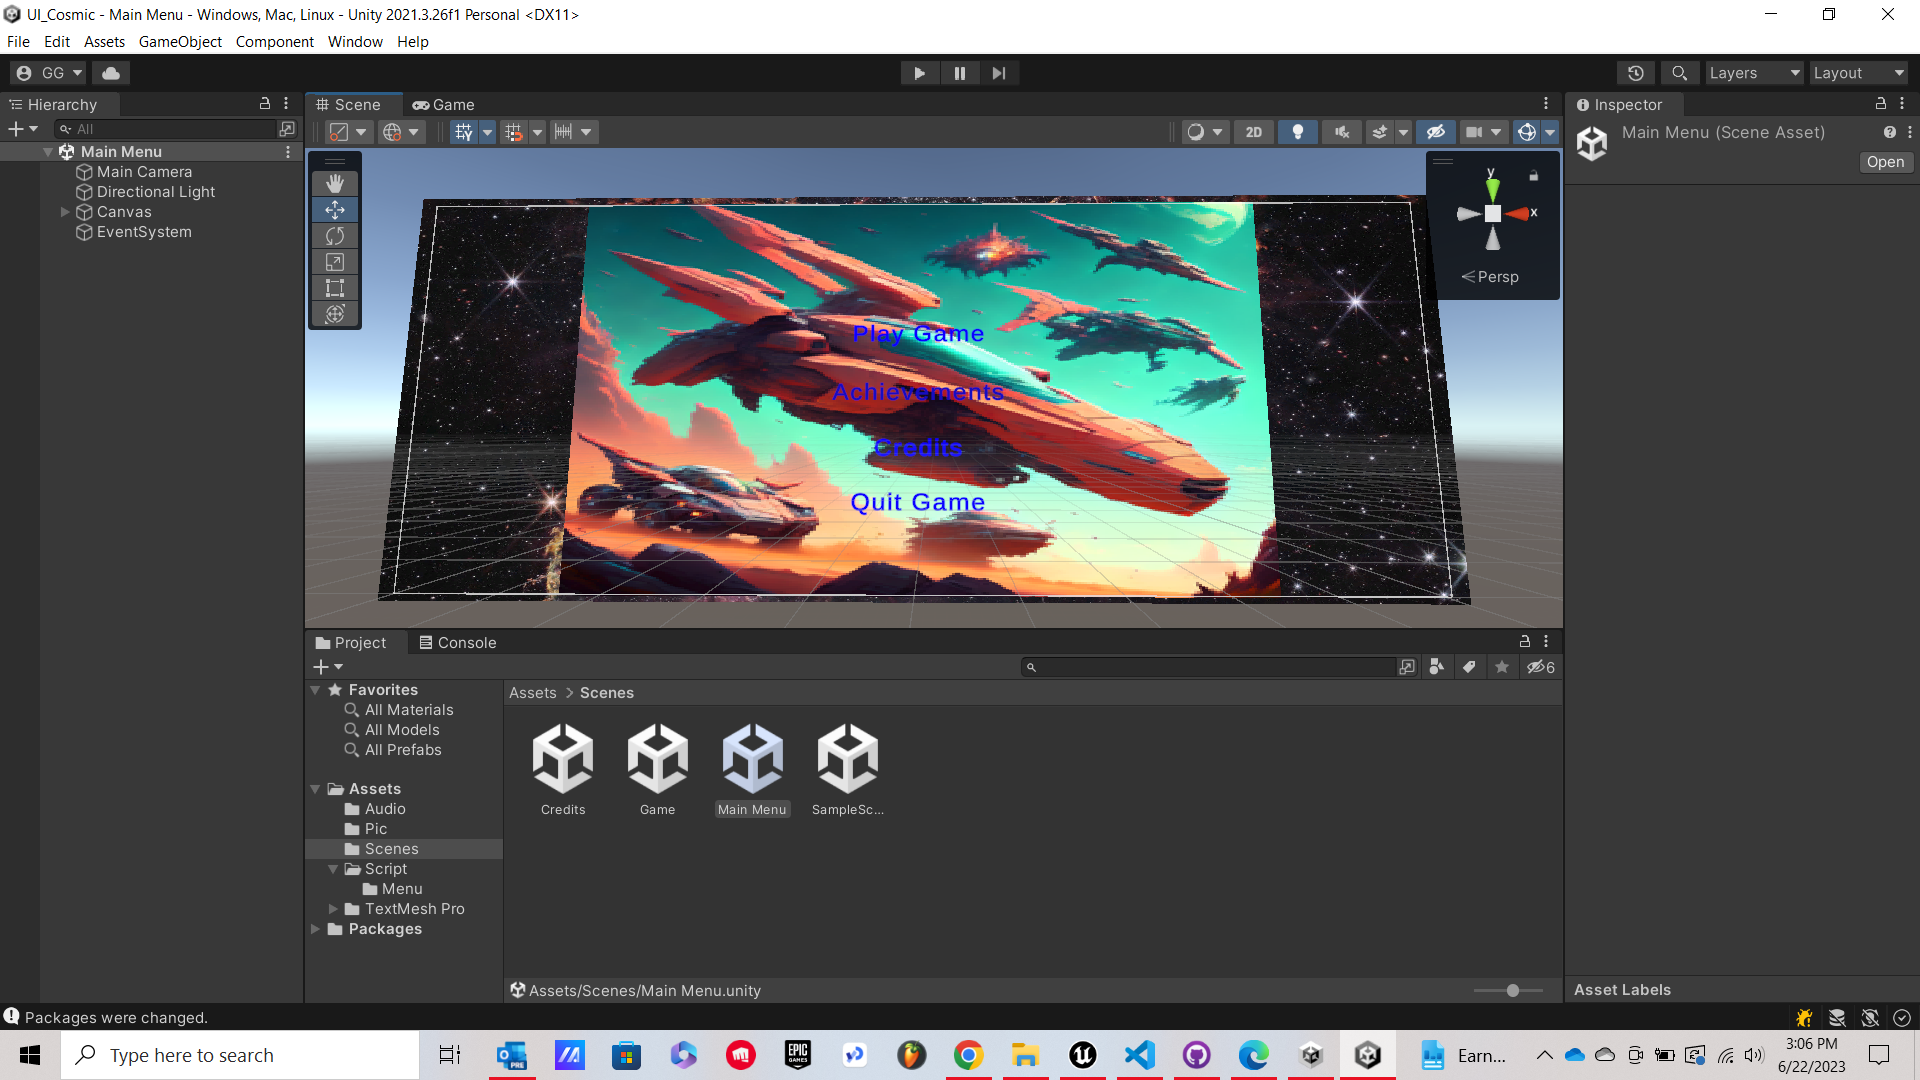 UI_Cosmic - Main Menu - Windows, Mac, Linux - Unity 2021.3.26f1 Personal <DX11>
File Edit Assets GameObject Component Window Help
GG Layers Layout
Hierarchy
All
Main Menu
Main Camera
Directional Light
Canvas
EventSystem
Scene Game
2D
y
x
Persp
Play Game
Achievements
Credits
Quit Game
Inspector
Main Menu (Scene Asset)
Open
Project Console
6
Favorites
All Materials
All Models
All Prefabs
Assets
Audio
Pic
Scenes
Script
Menu
TextMesh Pro
Packages
Assets > Scenes
Credits Game Main Menu SampleSc...
Assets/Scenes/Main Menu.unity
Asset Labels
Packages were changed.
Type here to search
PRE
EPIC GAMES
Earn...
3:06 PM
6/22/2023